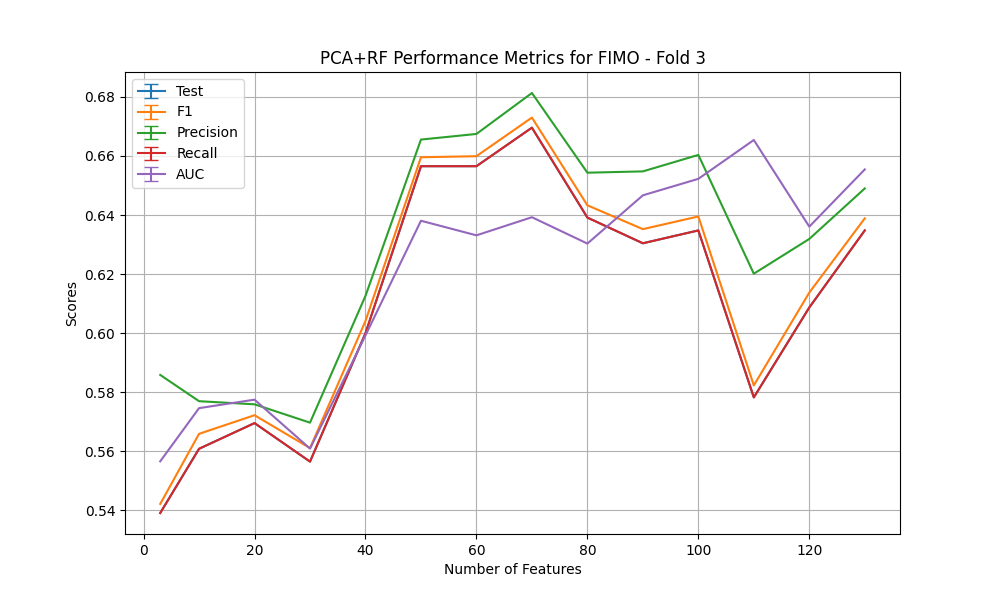 PCA+RF Performance Metrics for FIMO - Fold 3
Test
F1
Precision
Recall
AUC
0.68
0.66
0.64
0.62
0.60
0.58
0.56
0.54
Scores
0 20 40 60 80 100 120
Number of Features